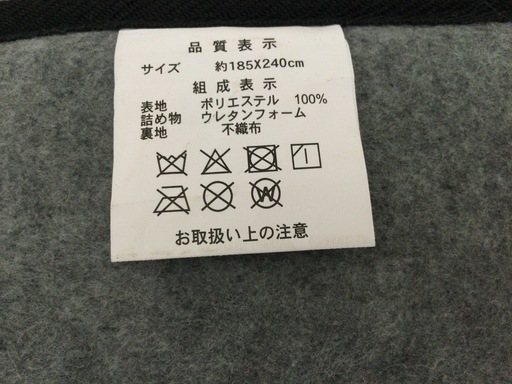 品質表示
サイズ 約185X240cm
組成表示
表地 ポリエステル 100%
詰め物 ウレタンフォーム
裏地 不織布
W
お取扱い上の注意